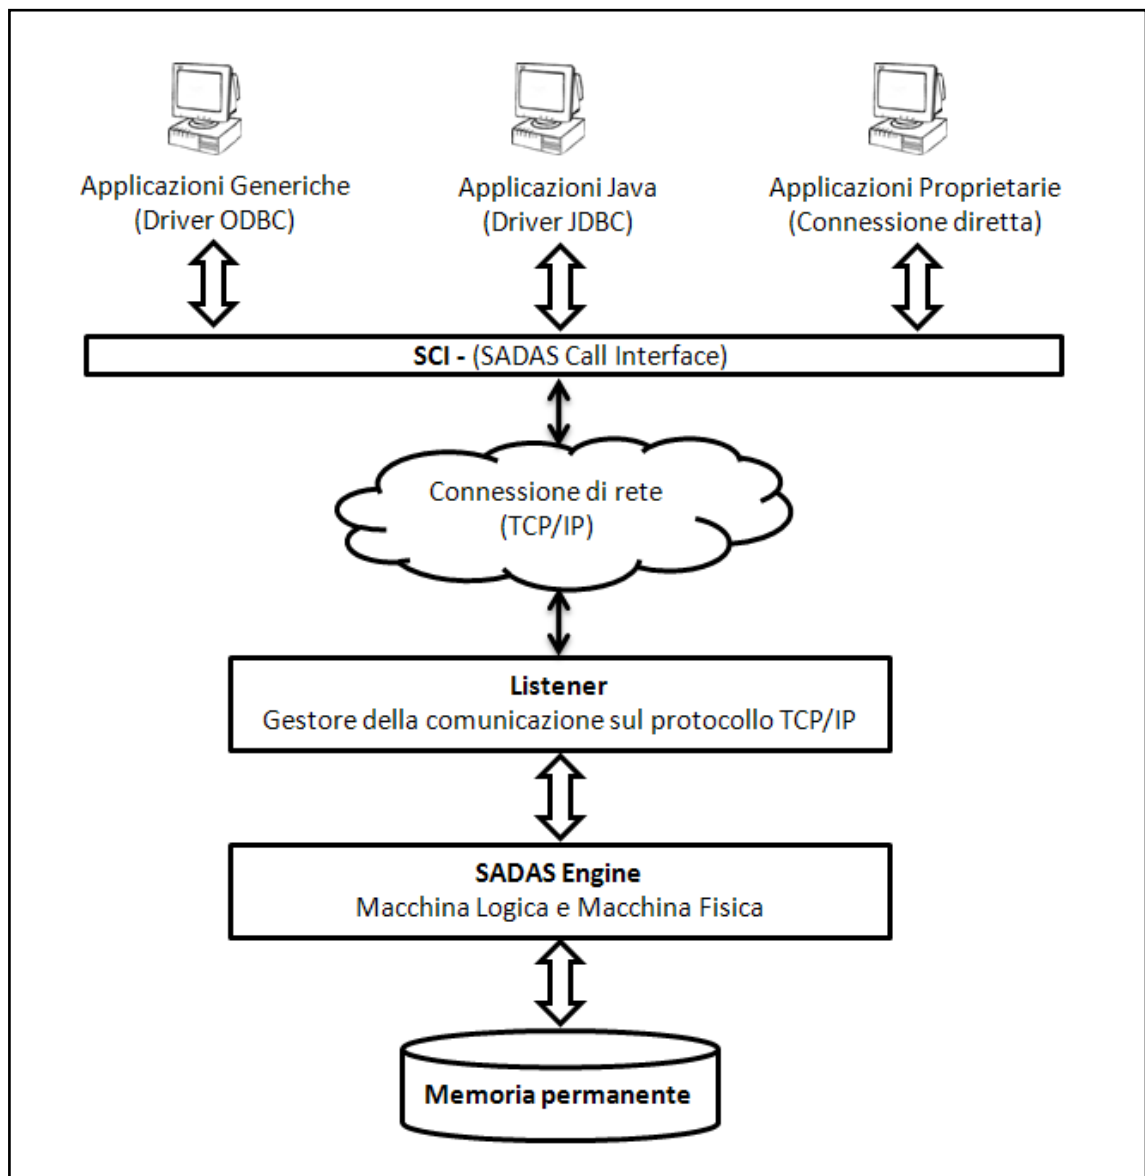 Applicazioni Generiche
(Driver ODBC)
Applicazioni Java
(Driver JDBC)
Applicazioni Proprietarie
(Connessione diretta)
SCI - (SADAS Call Interface)
Connessione di rete
(TCP/IP)
Listener
Gestore della comunicazione sul protocollo TCP/IP
SADAS Engine
Macchina Logica e Macchina Fisica
Memoria permanente